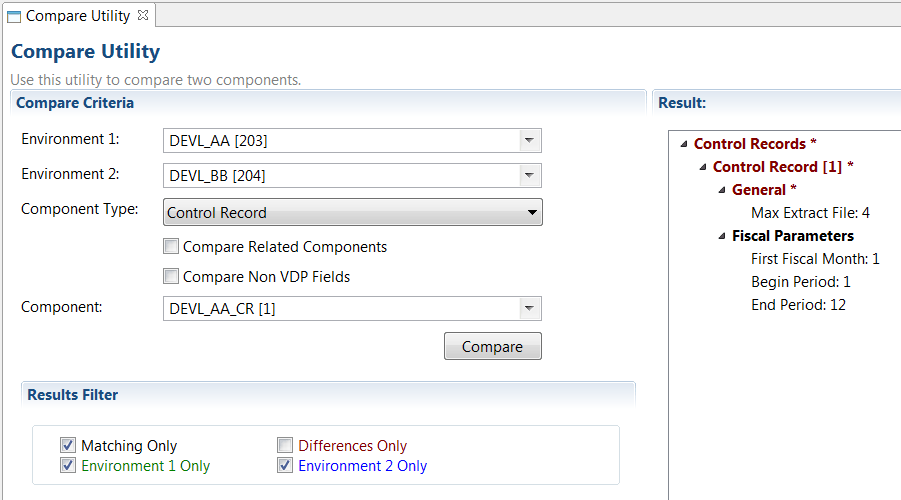 Compare Utility
Compare Utility
Use this utility to compare two components.
Compare Criteria
Environment 1: DEVL_AA [203]
Environment 2: DEVL_BB [204]
Component Type: Control Record
Compare Related Components
Compare Non VDP Fields
Component: DEVL_AA_CR [1]
Compare
Results Filter
Matching Only Differences Only
Environment 1 Only Environment 2 Only
Result:
Control Records *
Control Record [1] *
General *
Max Extract File: 4
Fiscal Parameters
First Fiscal Month: 1
Begin Period: 1
End Period: 12